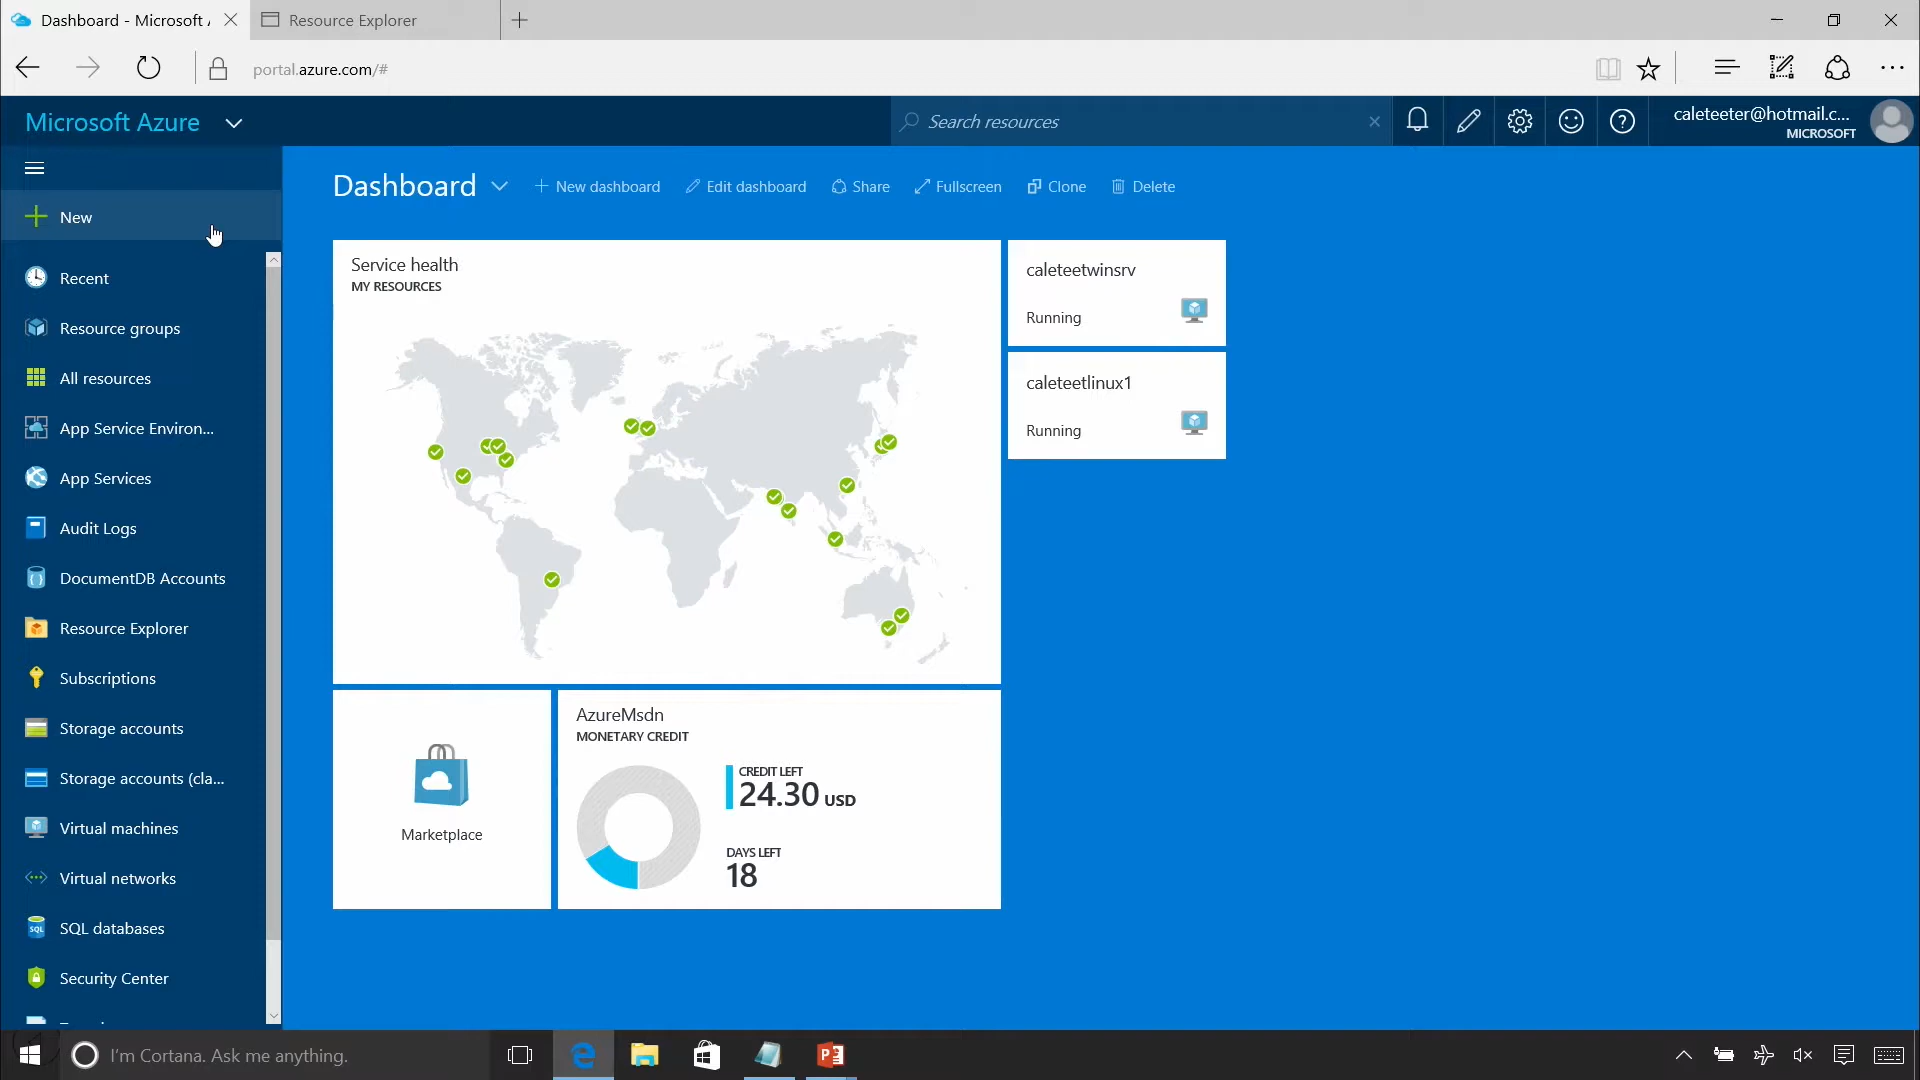 Dashboard - Microsoft A
Resource Explorer
portal.azure.com/#
Microsoft Azure
Search resources
caleteeter@hotmail.c...
MICROSOFT
New
Recent
Resource groups
All resources
App Service Environ...
App Services
Audit Logs
DocumentDB Accounts
Resource Explorer
Subscriptions
Storage accounts
Storage accounts (cla...
Virtual machines
Virtual networks
SQL databases
Security Center
Dashboard
New dashboard
Edit dashboard
Share
Fullscreen
Clone
Delete
Service health
MY RESOURCES
caleteetwinsrv
Running
caleteetlinux1
Running
Marketplace
AzureMsdn
MONETARY CREDIT
CREDIT LEFT
24.30 USD
DAYS LEFT
18
I'm Cortana. Ask me anything.